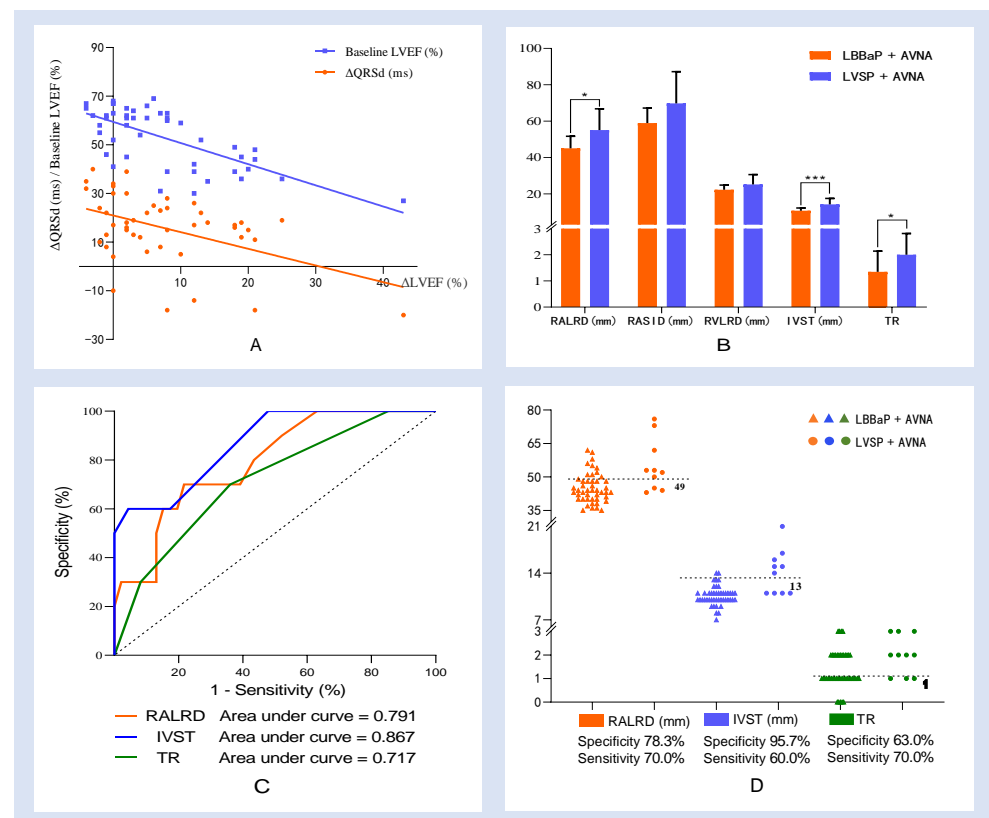 ΔQRSd (ms) / Baseline LVEF (%)
90
70
50
30
10
−10
−30
10
20
30
40
ΔLVEF (%)
Baseline LVEF (%)
ΔQRSd (ms)
A
100
80
60
40
20
3
2
1
0
*
***
*
LBBaP + AVNA
LVSP + AVNA
RALRD (mm)
RASID (mm)
RVLRD (mm)
IVST (mm)
TR
B
Specificity (%)
100
80
60
40
20
0
20
40
60
80
100
1 - Sensitivity (%)
RALRD Area under curve = 0.791
IVST Area under curve = 0.867
TR Area under curve = 0.717
C
80
65
50
35
21
14
7
3
2
1
0
49
13
1
LBBaP + AVNA
LVSP + AVNA
RALRD (mm) IVST (mm) TR
Specificity 78.3% Specificity 95.7% Specificity 63.0%
Sensitivity 70.0% Sensitivity 60.0% Sensitivity 70.0%
D